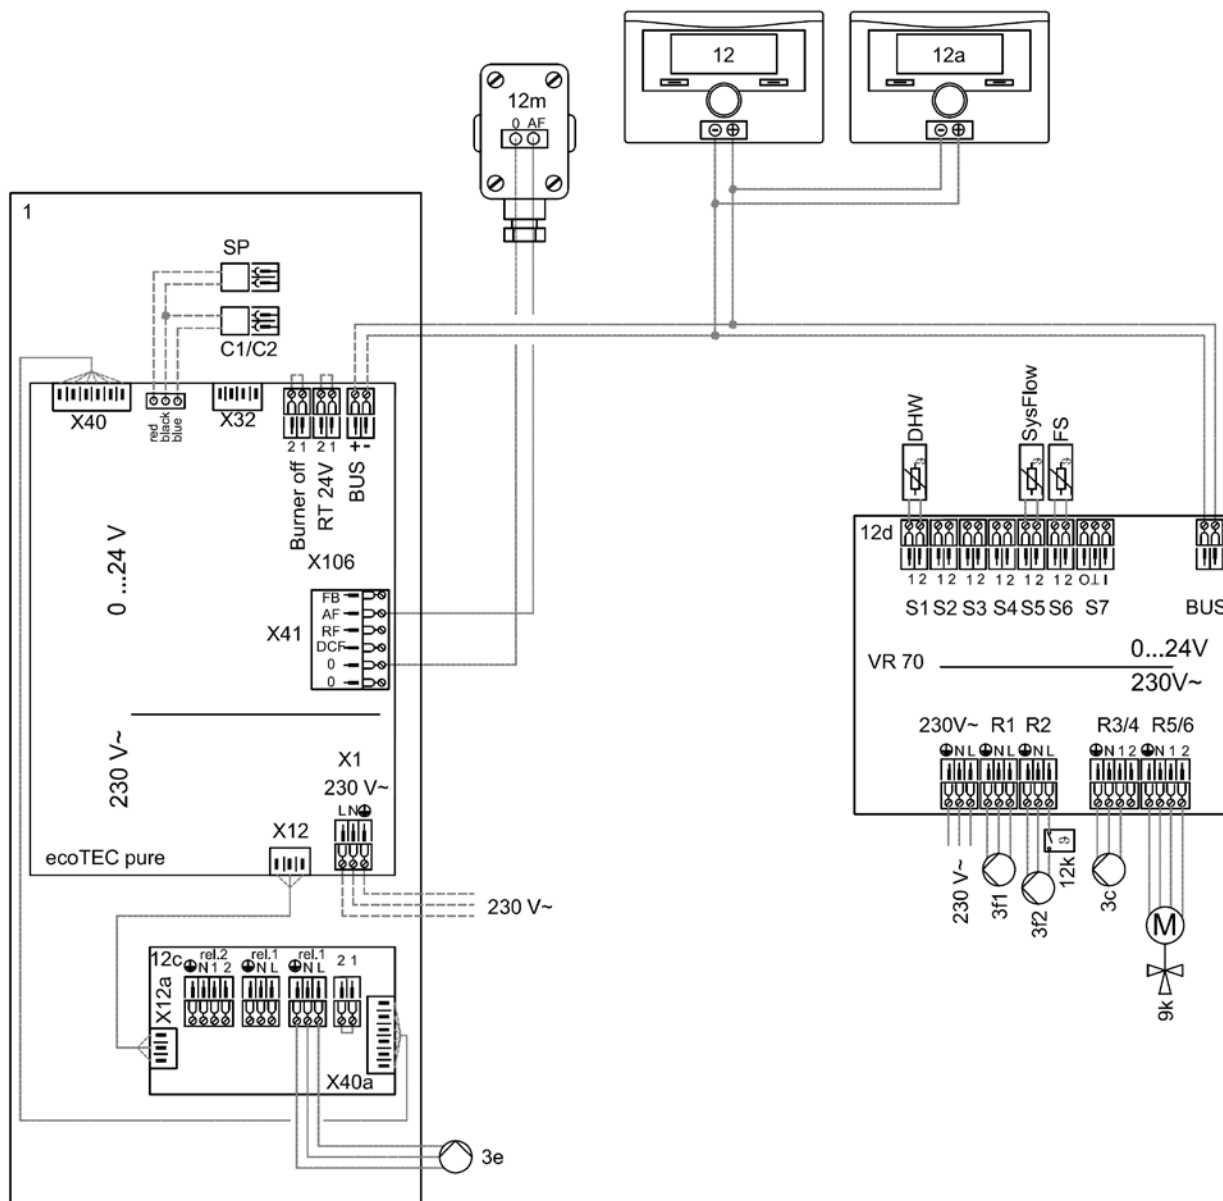 12
12a
12m
0 AF
1
SP
C1/C2
X40
red
black
blue
X32
2 1
2 1
+ -
Burner off
RT 24V
BUS
X106
0 ...24 V
X41
FB
AF
RF
DCF
0
0
230 V~
X1
230 V~
L N
X12
ecoTEC pure
230 V~
12c
rel.2
N 1 2
rel.1
N L
rel.1
N L
2 1
X12a
X40a
3e
DHW
SysFlow
FS
12d
1 2
1 2
1 2
1 2
1 2
1 2
O T I
S1 S2 S3 S4 S5 S6 S7
BUS
VR 70
0...24V
230V~
230V~ R1 R2 R3/4 R5/6
N L
N L
N L
N 1 2
N 1 2
230 V~
3f1
3f2
12k
3c
M
9k